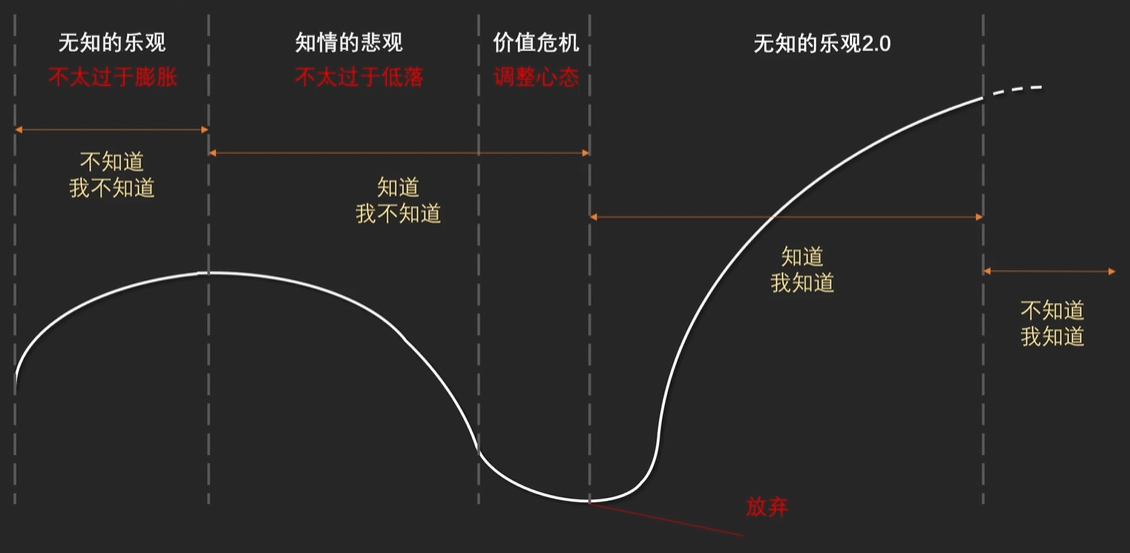 无知的乐观
不太过于膨胀
知情的悲观
不太过于低落
价值危机
调整心态
无知的乐观2.0
不知道
我不知道
知道
我不知道
知道
我知道
不知道
我知道
放弃